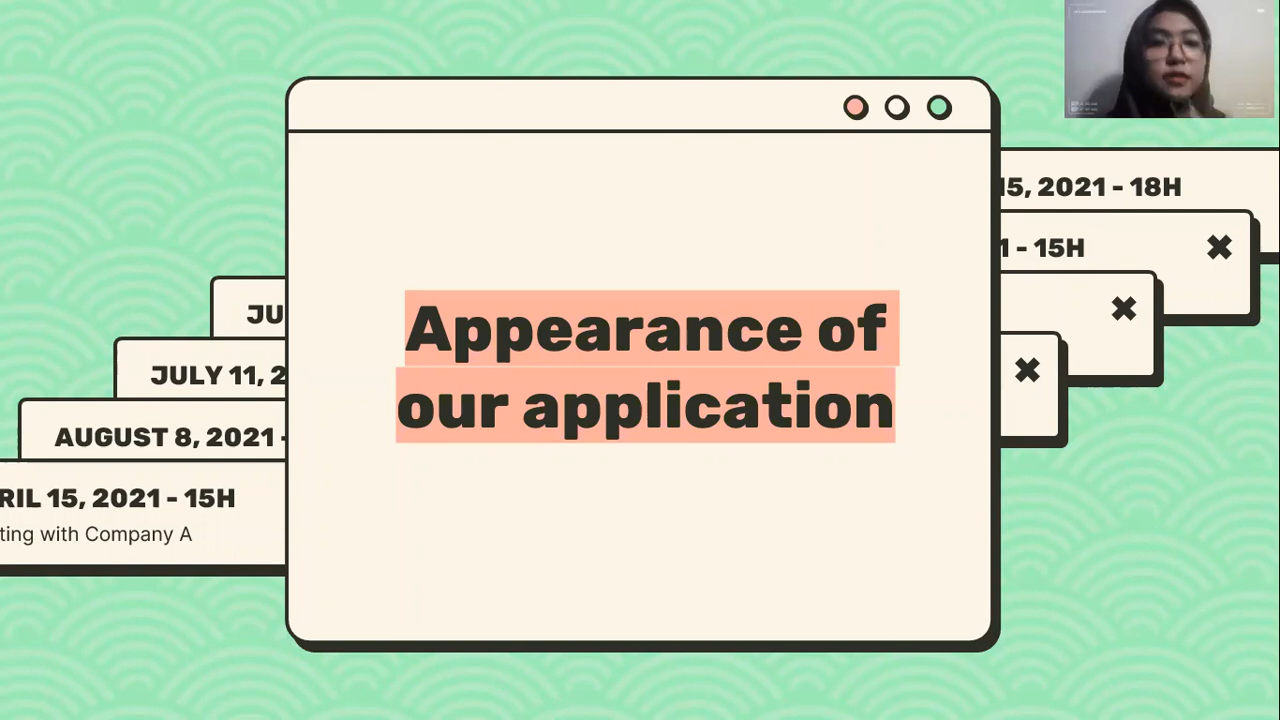 15, 2021 - 18H
1 - 15H
JU
JULY 11, 2
AUGUST 8, 2021 -
RIL 15, 2021 - 15H
ting with Company A
Appearance of
our application